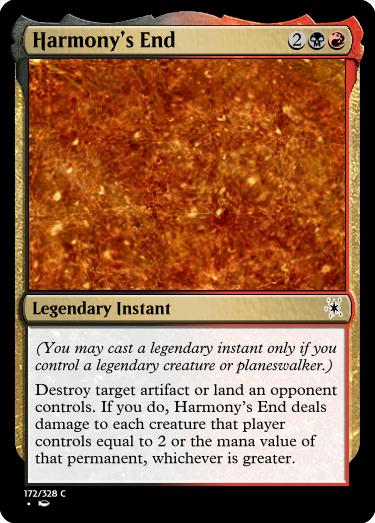 Harmony's End 2
Legendary Instant
(You may cast a legendary instant only if you
control a legendary creature or planeswalker.)
Destroy target artifact or land an opponent
controls. If you do, Harmony's End deals
damage to each creature that player
controls equal to 2 or the mana value of
that permanent, whichever is greater.
172/328 C